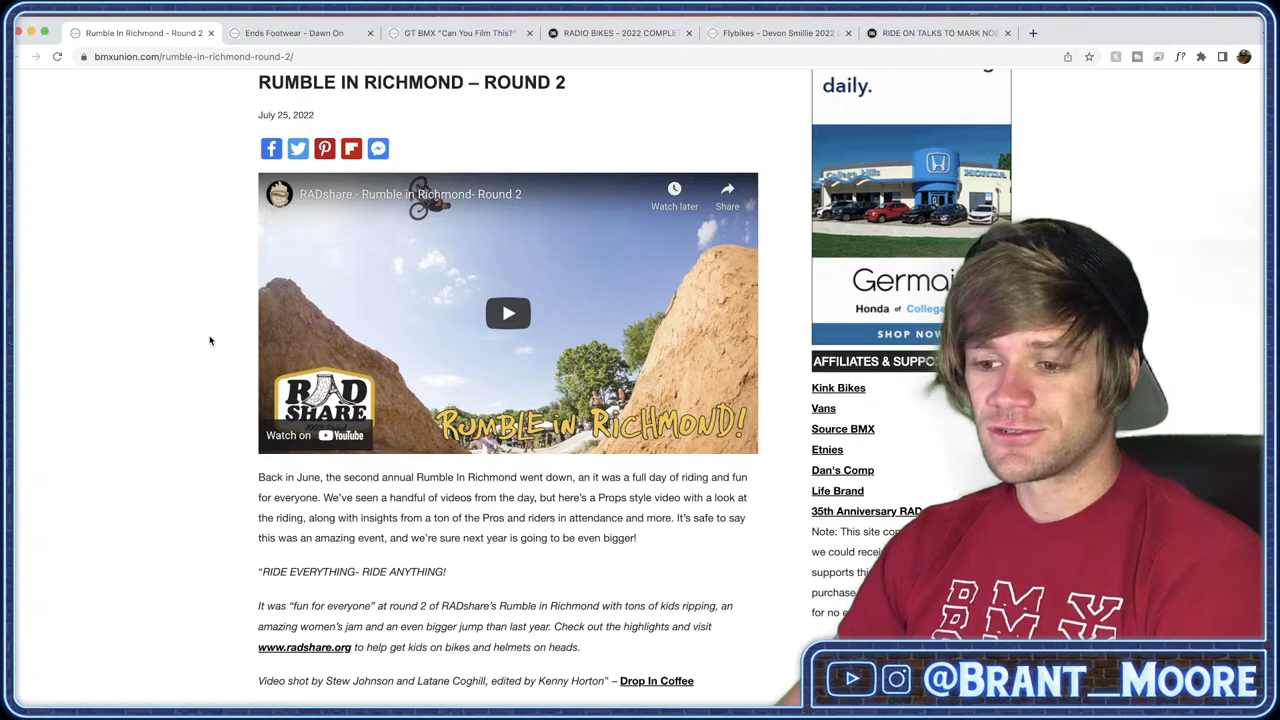 Rumble In Richmond - Round 2
Ends Footwear - Dawn On
GT BMX "Can You Film This?"
RADIO BIKES - 2022 COMPLET
Flybikes - Devon Smillie 2022
RIDE ON TALKS TO MARK NOB
bmxunion.com/rumble-in-richmond-round-2/
RUMBLE IN RICHMOND – ROUND 2
July 25, 2022
RADshare - Rumble in Richmond- Round 2
Watch later
Share
RAD
SHARE
RUMBLE IN RICHMOND!
Watch on YouTube
Back in June, the second annual Rumble In Richmond went down, an it was a full day of riding and fun
for everyone. We've seen a handful of videos from the day, but here's a Props style video with a look at
the riding, along with insights from a ton of the Pros and riders in attendance and more. It's safe to say
this was an amazing event, and we're sure next year is going to be even bigger!
"RIDE EVERYTHING- RIDE ANYTHING!
It was "fun for everyone" at round 2 of RADshare's Rumble in Richmond with tons of kids ripping, an
amazing women's jam and an even bigger jump than last year. Check out the highlights and visit
www.radshare.org to help get kids on bikes and helmets on heads.
Video shot by Stew Johnson and Latane Coghill, edited by Kenny Horton" – Drop In Coffee
daily.
College Hills
HONDA
Germai
Honda of College
SHOP NOW
AFFILIATES & SUPPO
Kink Bikes
Vans
Source BMX
Etnies
Dan's Comp
Life Brand
35th Anniversary RAD
Note: This site con
we could recei
supports thi
purchase
for no e
BMX
BMX
@BRANT_MOORE